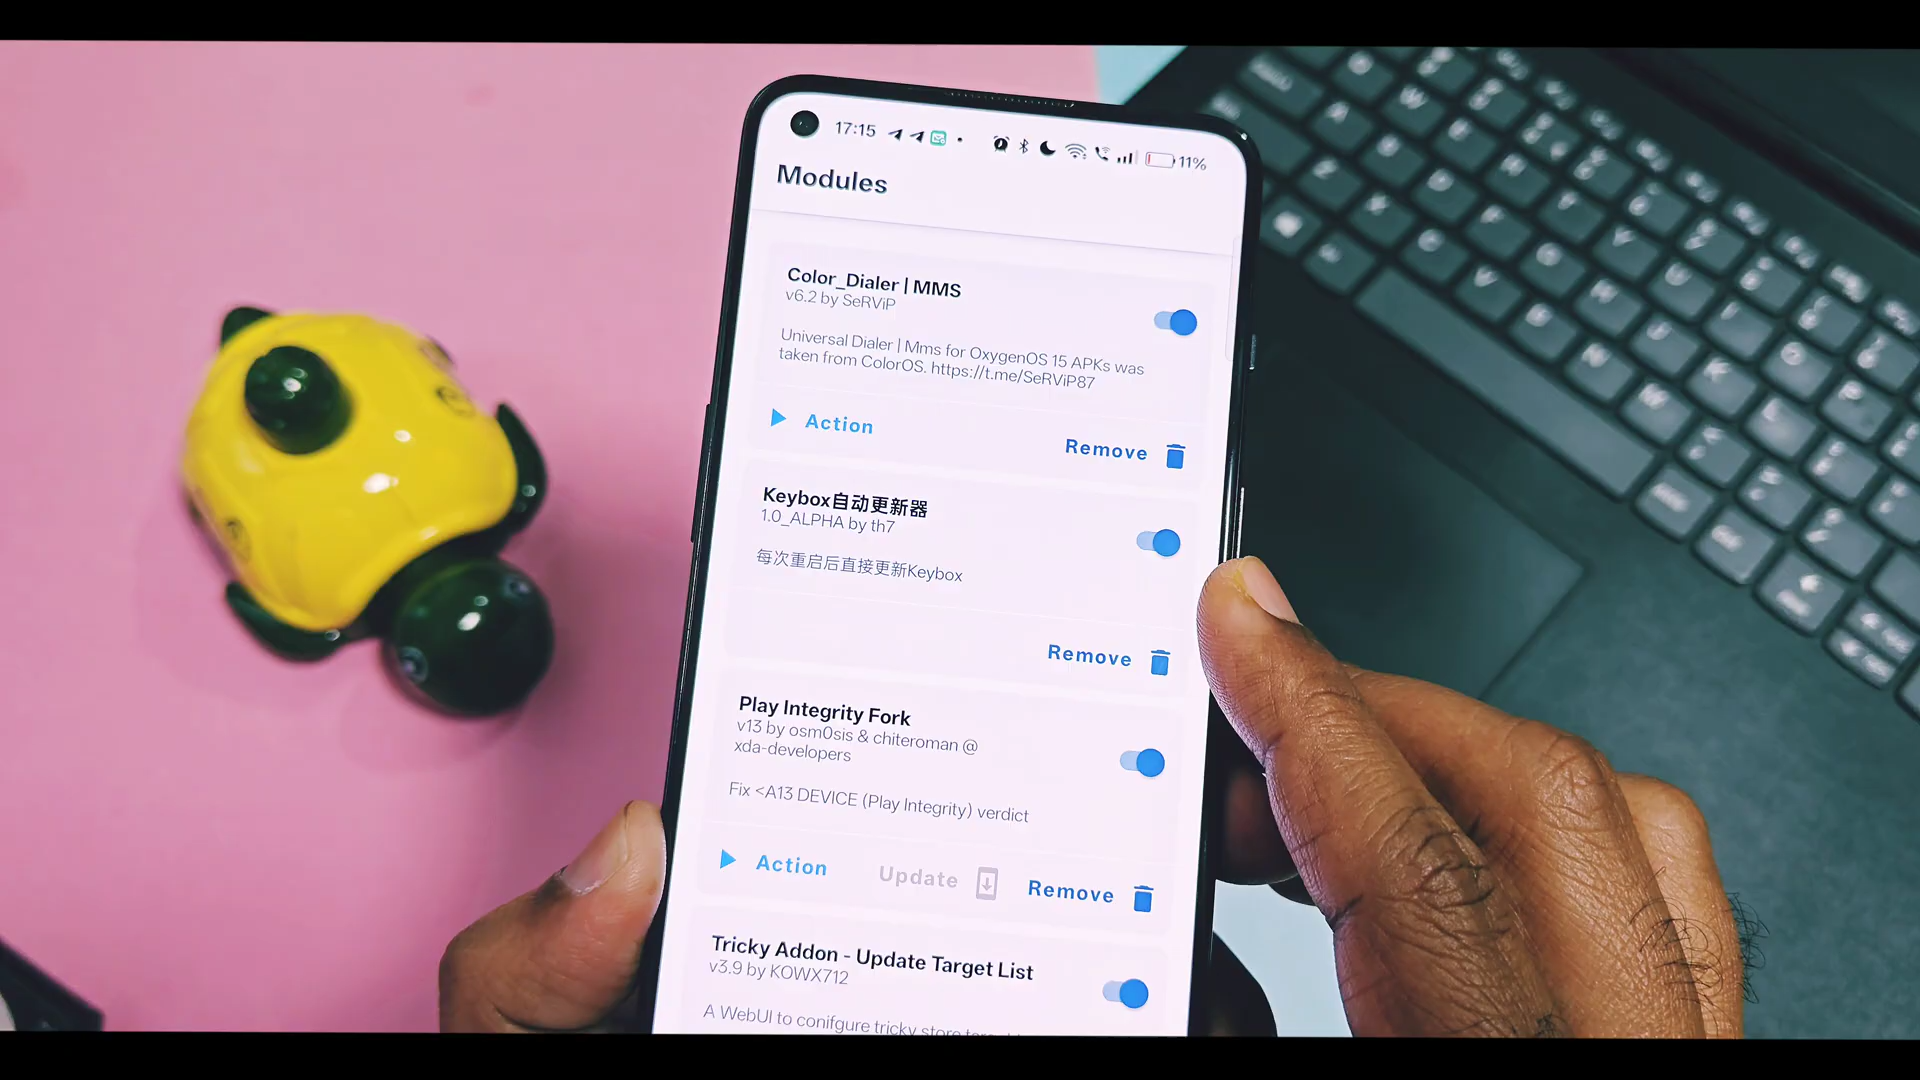 17:15
11%
Modules
Color_Dialer | MMS
v6.2 by SeRViP
Universal Dialer | Mms for OxygenOS 15 APKs was
taken from ColorOS. https://t.me/SeRViP87
Action
Remove
Keybox自动更新器
1.0_ALPHA by th7
每次重启后直接更新Keybox
Remove
Play Integrity Fork
v13 by osm0sis & chiteroman @
xda-developers
Fix <A13 DEVICE (Play Integrity) verdict
Action
Update
Remove
Tricky Addon - Update Target List
v3.9 by KOWX712
A WebUI to conifgure tricky store